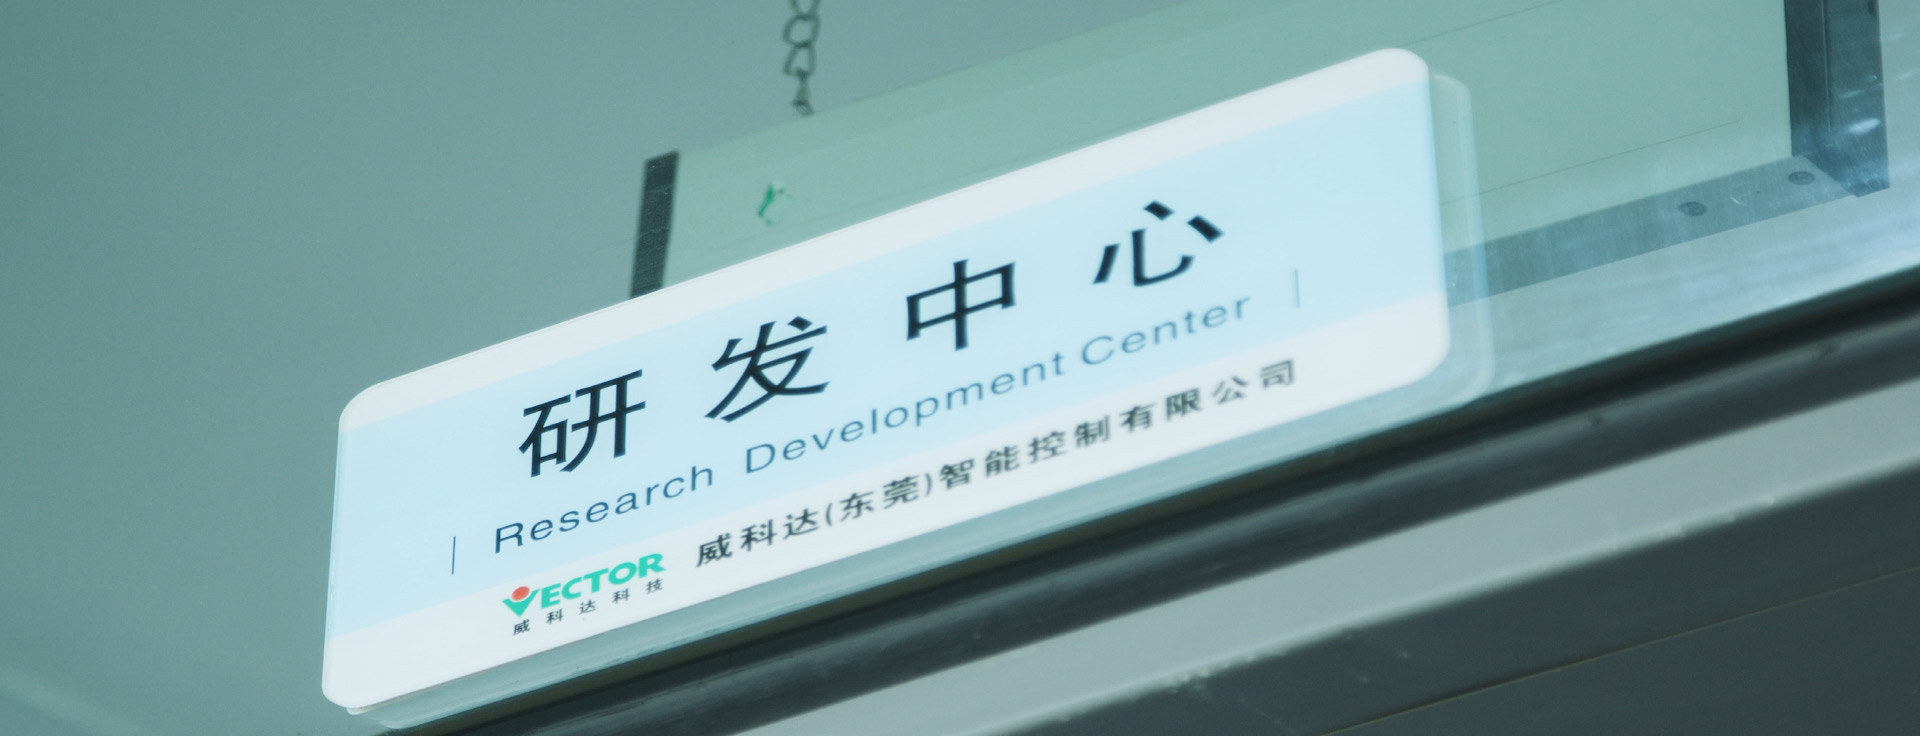 研发中心
Research Development Center
VECTOR
威科达科技
威科达(东莞)智能控制有限公司